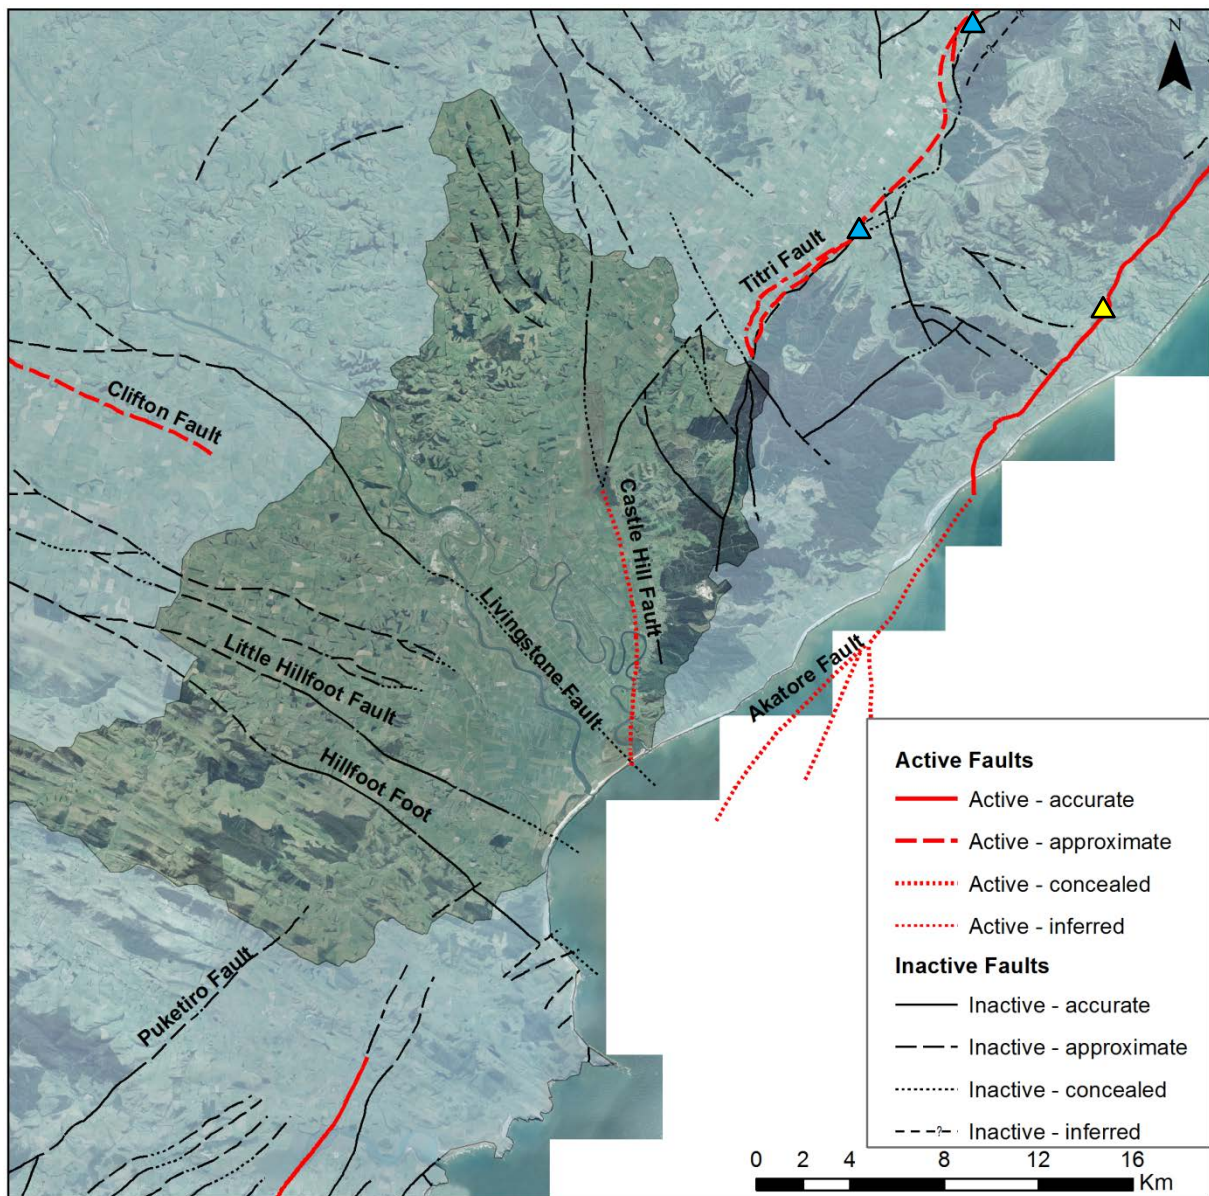 N
Titri Fault
Clifton Fault
Castle Hill Fault
Livingstone Fault
Little Hillfoot Fault
Akatore Fault
Hillfoot Foot
Puketiro Fault
Active Faults
Active - accurate
Active - approximate
Active - concealed
Active - inferred
Inactive Faults
Inactive - accurate
Inactive - approximate
Inactive - concealed
?
Inactive - inferred
?
0 2 4 8 12 16
Km